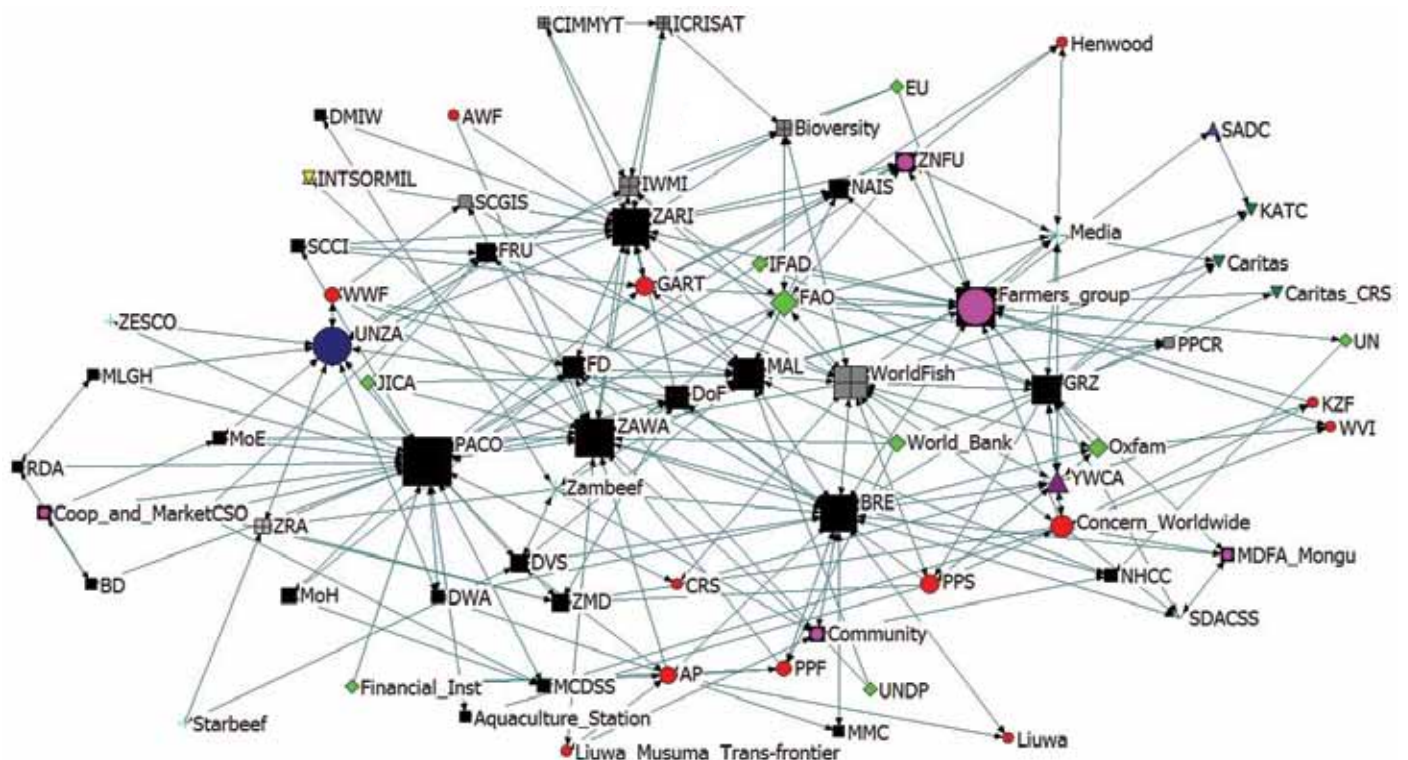 CIMMYT
ICRISAT
Henwood
EU
DMIW
AWF
Bioversity
SADC
INTSORMIL
IWMI
ZNFU
NAIS
SCGIS
KATC
ZARI
Media
SCCI
FRU
IFAD
Caritas
GART
WWF
FAO
Farmers_group
Caritas_CRS
ZESCO
UNZA
UN
PPCR
MLGH
JICA
FD
MAL
WorldFish
GRZ
DoF
KZF
WVI
MoE
PACO
ZAWA
World_Bank
Oxfam
RDA
Zambeef
YWCA
Coop_and_MarketCSO
ZRA
BRE
Concern_Worldwide
MDFA_Mongu
BD
MoH
DWA
DVS
ZMD
CRS
PPS
NHCC
SDACSS
Community
Financial_Inst
MCDSS
AP
PPF
UNDP
Starbeef
Aquaculture_Station
MMC
Liuwa
Liuwa_Musuma_Trans-frontier